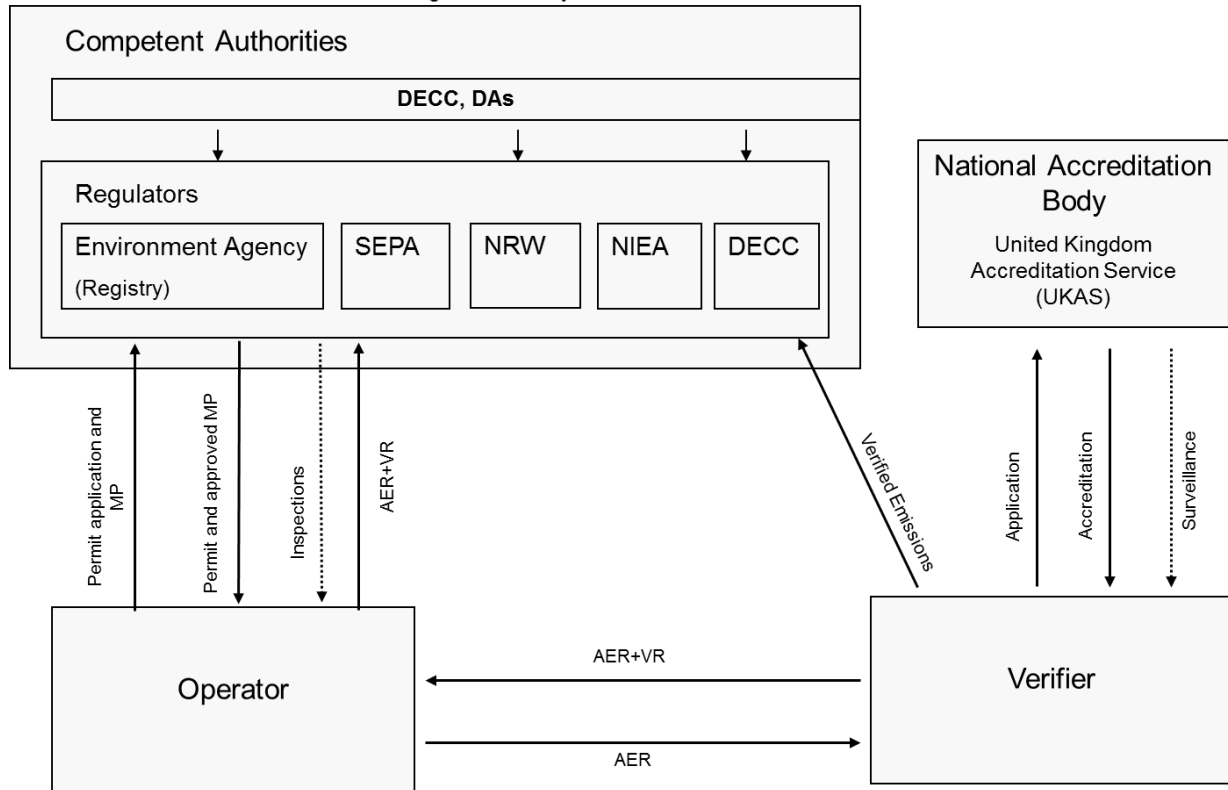 Competent Authorities
DECC, DAs
Regulators
Environment Agency
(Registry)
SEPA
NRW
NIEA
DECC
National Accreditation
Body
United Kingdom
Accreditation Service
(UKAS)
Permit application and
MP
Permit and approved MP
Inspections
AER+VR
Verified Emissions
Application
Accreditation
Surveillance
Operator
AER+VR
AER
Verifier